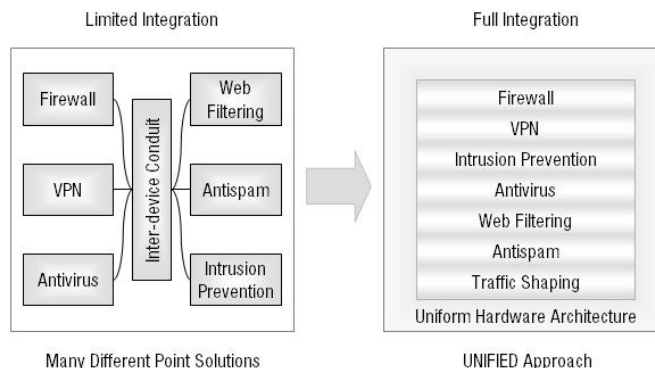 Limited Integration
Firewall
VPN
Antivirus
Inter-device Conduit
Web
Filtering
Antispam
Intrusion
Prevention
Many Different Point Solutions
Full Integration
Firewall
VPN
Intrusion Prevention
Antivirus
Web Filtering
Antispam
Traffic Shaping
Uniform Hardware Architecture
UNIFIED Approach